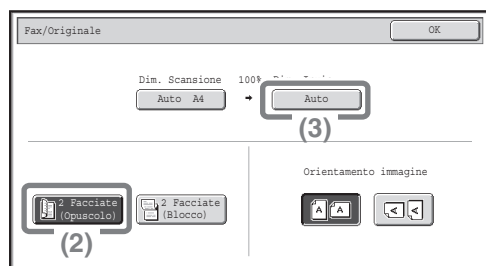 Fax/Originale
OK
Dim. Scansione 100%
Auto A4
Auto
(3)
Orientamento immagine
2 Facciate
(Opuscolo)
2 Facciate
(Blocco)
A A
A A
(2)